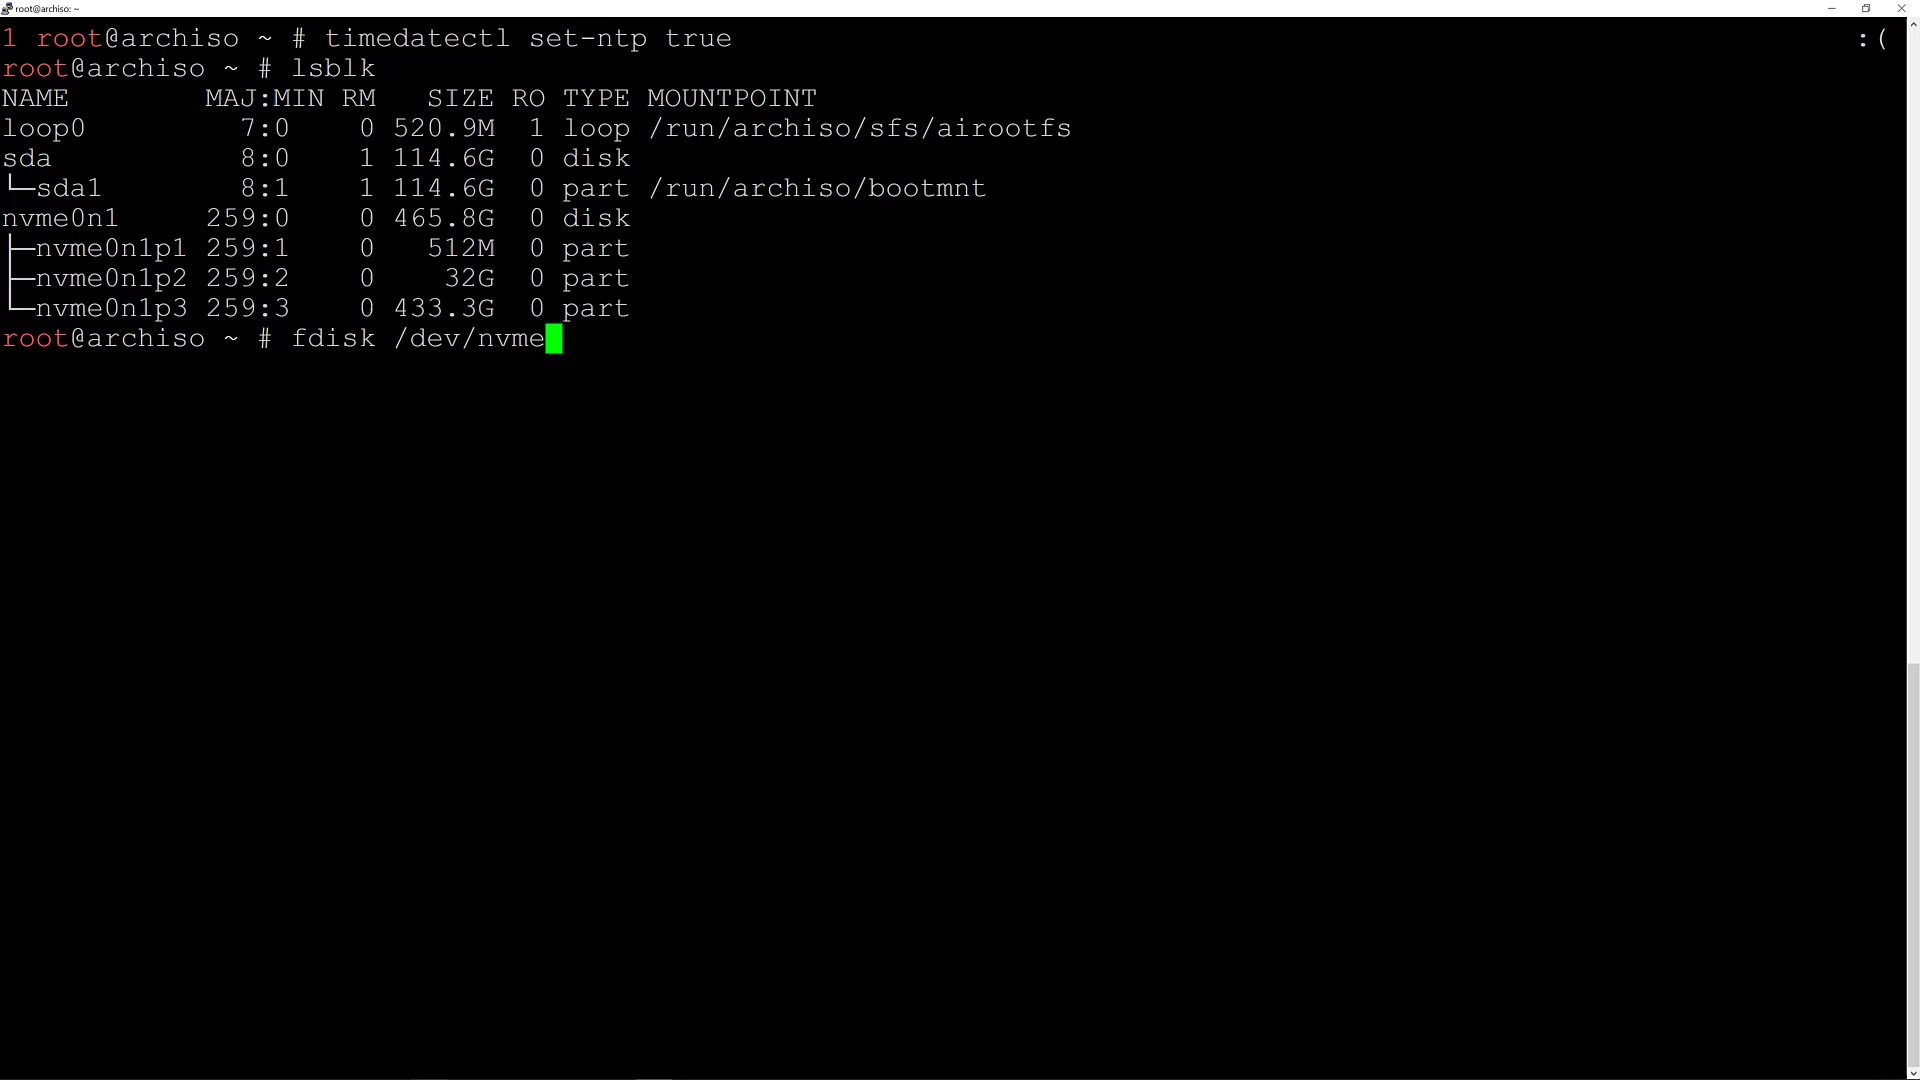 root@archiso: ~
1 root@archiso ~ # timedatectl set-ntp true :(
root@archiso ~ # lsblk
NAME        MAJ:MIN RM   SIZE RO TYPE MOUNTPOINT
loop0         7:0    0 520.9M  1 loop /run/archiso/sfs/airootfs
sda           8:0    1 114.6G  0 disk
└─sda1        8:1    1 114.6G  0 part /run/archiso/bootmnt
nvme0n1     259:0    0 465.8G  0 disk
├─nvme0n1p1 259:1    0   512M  0 part
├─nvme0n1p2 259:2    0    32G  0 part
└─nvme0n1p3 259:3    0 433.3G  0 part
root@archiso ~ # fdisk /dev/nvme